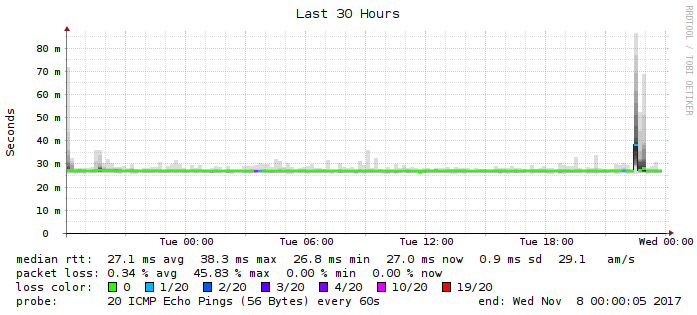 Last 30 Hours
RRDTOOL / TOBI OETIKER
Seconds
80 m
70 m
60 m
50 m
40 m
30 m
20 m
10 m
0
Tue 00:00 Tue 06:00 Tue 12:00 Tue 18:00 Wed 00:00
median rtt: 27.1 ms avg 38.3 ms max 26.8 ms min 27.0 ms now 0.9 ms sd 29.1 am/s
packet loss: 0.34 % avg 45.83 % max 0.00 % min 0.00 % now
loss color: 0 1/20 2/20 3/20 4/20 10/20 19/20
probe: 20 ICMP Echo Pings (56 Bytes) every 60s end: Wed Nov 8 00:00:05 2017